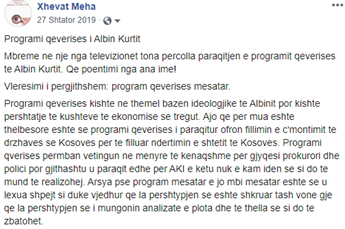 Xhevat Meha
27 Shtator 2019 ·
Programi qeverises i Albin Kurtit
Mbreme ne nje nga televizionet tona percolla paraqitjen e programit qeverises
te Albin Kurtit. Qe poentimi nga ana ime!
Vleresimi i pergjithshem: program qeverises mesatar.
Programi qeverises kishte ne themel bazen ideologjike te Albinit por kishte
pershtatje te kushteve te ekonomise se tregut. Ajo qe per mua eshte
thelbesore eshte se programi qeverises i paraqitur ofron fillimin e c'montimit te
drzhaves se Kosoves per te filluar ndertimin e shtetit te Kosoves. Programi
qeverises permban vetingun ne menyre te kenaqshme per gjyqesi prokurori dhe
polici por gjithashtu u paraqit edhe per AKI e ketu nuk e kam iden se si do te
mund te realizohej. Arsya pse program mesatare e jo mbi mesatar eshte se u
lexua shpejt si duke vjedhur qe la pershtypjen se eshte shkruar tash vone gje
qe la pershtypjen se i mungonin analizate e plota dhe te thella se si do te
zbatohet.